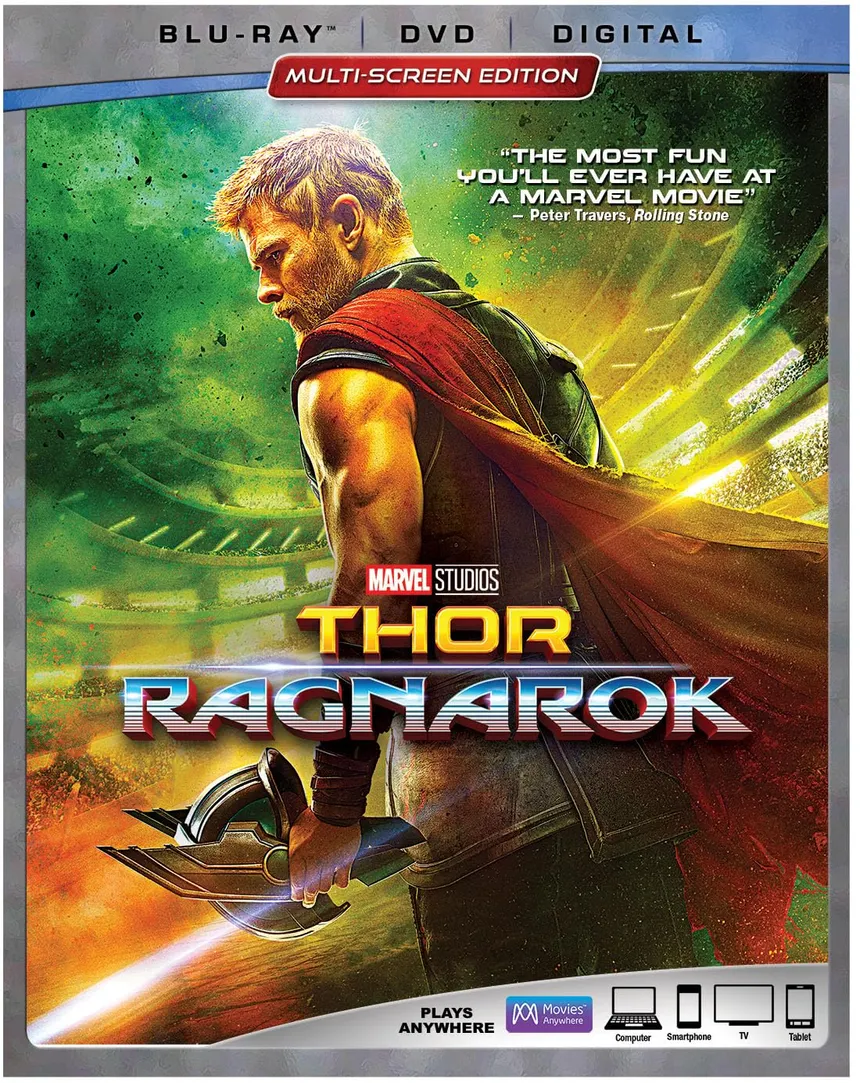 BLU-RAY™ | DVD | DIGITAL
MULTI-SCREEN EDITION
“THE MOST FUN
YOU'LL EVER HAVE AT
A MARVEL MOVIE”
– Peter Travers, Rolling Stone
MARVEL STUDIOS
THOR
RAGNAROK
PLAYS
ANYWHERE
Movies™
Anywhere
Computer Smartphone TV Tablet